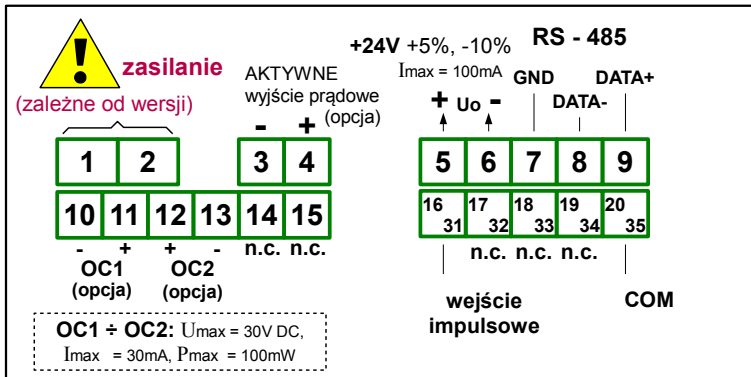 zasilanie
(zależne od wersji)
AKTYWNE
wyjście prądowe
(opcja)
- +
+24V +5%, -10%
Imax = 100mA
+ Uo -
RS - 485
GND DATA+
DATA-
1 2 3 4 5 6 7 8 9
10 11 12 13 14 15
16 31 17 32 18 33 19 34 20 35
- + + - n.c. n.c.
OC1 OC2
(opcja) (opcja)
n.c. n.c. n.c.
wejście
impulsowe
COM
OC1 ÷ OC2: Umax = 30V DC,
Imax = 30mA, Pmax = 100mW